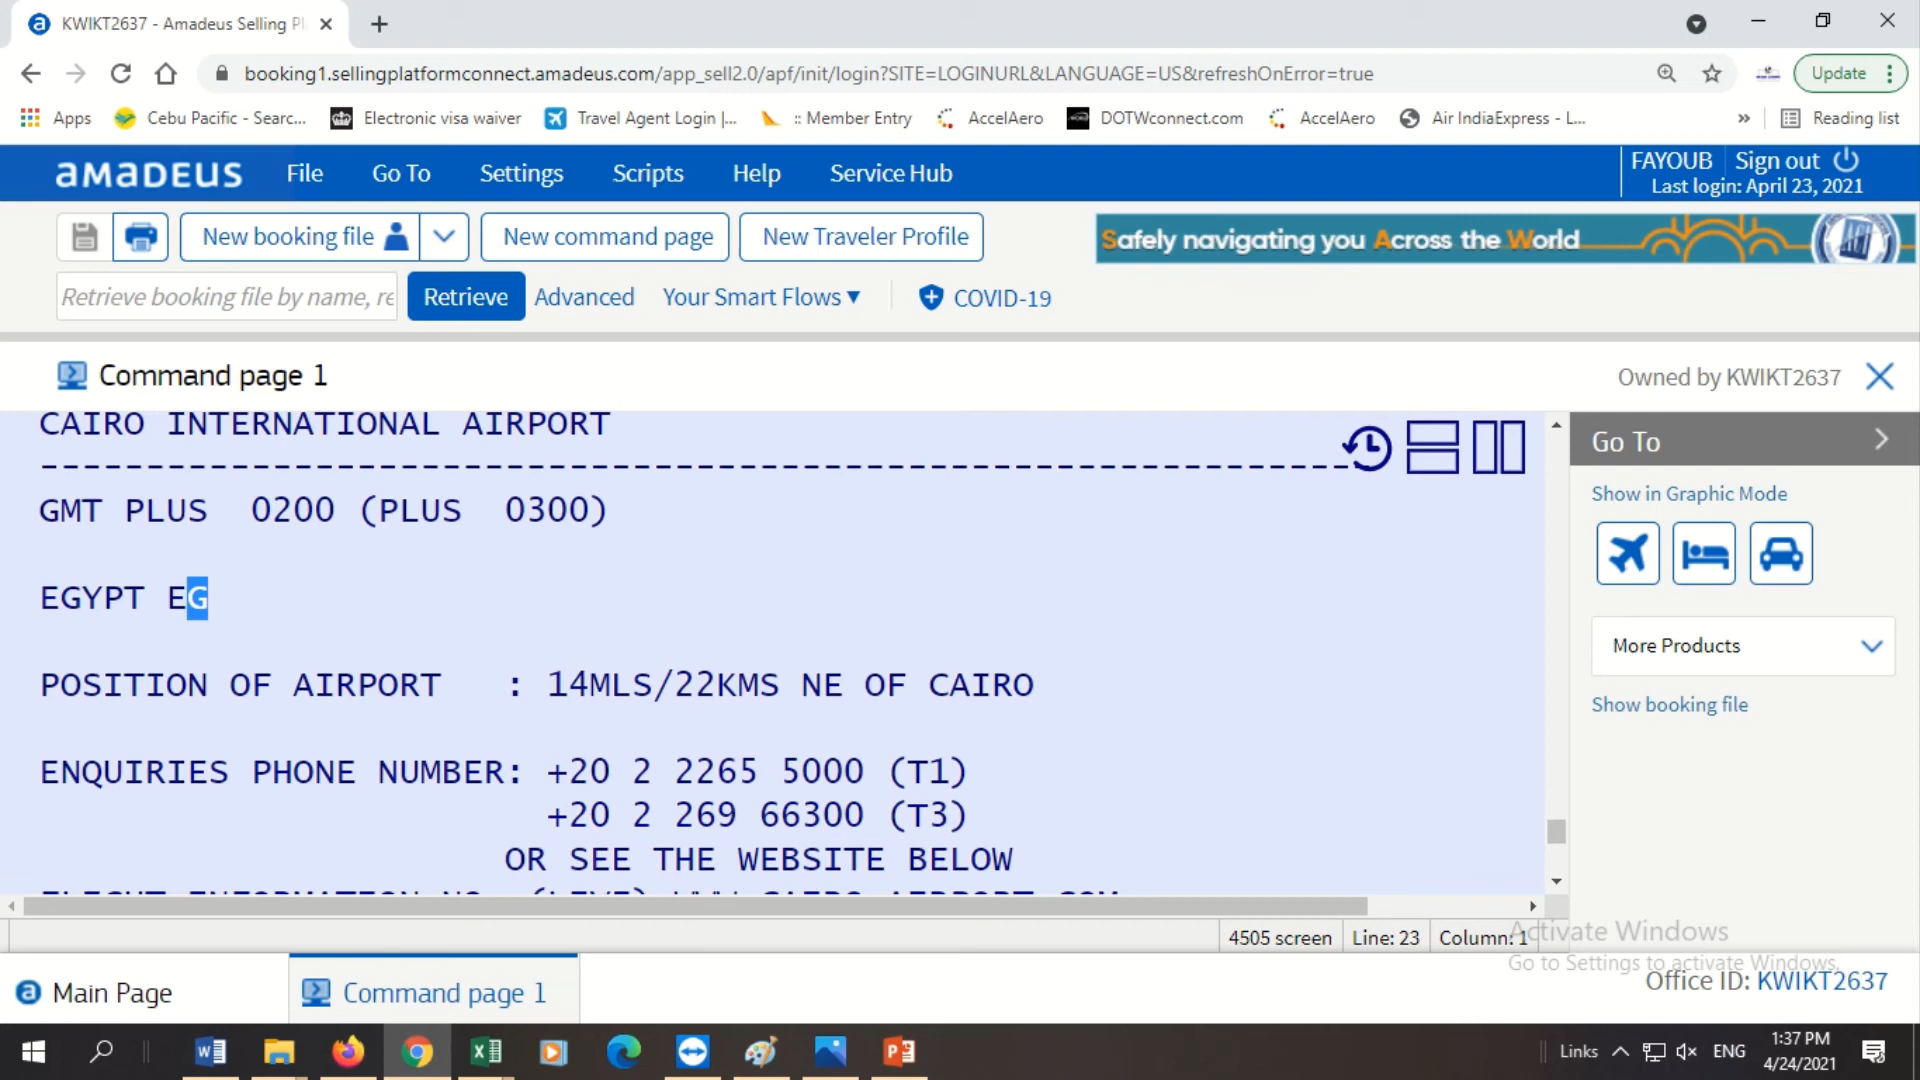 KWIKT2637 - Amadeus Selling Pl
booking1.sellingplatformconnect.amadeus.com/app_sell2.0/apf/init/login?SITE=LOGINURL&LANGUAGE=US&refreshOnError=true
Update
Apps
Cebu Pacific - Searc...
Electronic visa waiver
Travel Agent Login |...
:: Member Entry
AccelAero
DOTWconnect.com
AccelAero
Air IndiaExpress - L...
»
Reading list
aMaDEUS
File
Go To
Settings
Scripts
Help
Service Hub
FAYOUB
Sign out
Last login: April 23, 2021
New booking file
New command page
New Traveler Profile
Safely navigating you Across the World
Retrieve booking file by name, re
Retrieve
Advanced
Your Smart Flows
COVID-19
Command page 1
Owned by KWIKT2637
CAIRO INTERNATIONAL AIRPORT
--------------------------------------------------------------
GMT PLUS  0200 (PLUS  0300)
EGYPT EG
POSITION OF AIRPORT   : 14MLS/22KMS NE OF CAIRO
ENQUIRIES PHONE NUMBER: +20 2 2265 5000 (T1)
+20 2 269 66300 (T3)
OR SEE THE WEBSITE BELOW
Go To
Show in Graphic Mode
More Products
Show booking file
4505 screen
Line: 23
Column: 1
Activate Windows
Go to Settings to activate Windows.
Main Page
Command page 1
Office ID: KWIKT2637
Links
ENG
1:37 PM
4/24/2021